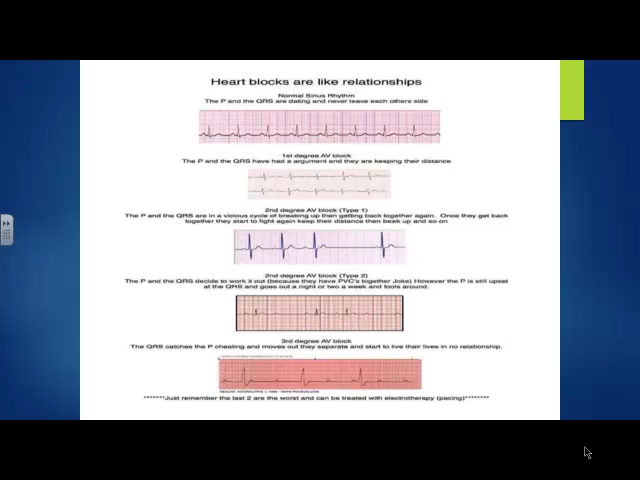 Heart blocks are like relationships
Normal Sinus Rhythm
The P and the QRS are dating and never leave each others side
1st degree AV block
The P and the QRS have had a argument and they are keeping their distance
2nd degree AV block (Type 1)
The P and the QRS are in a vicious cycle of breaking up then getting back together again. Once they get back
together they start to fight again keep their distance then beak up and so on
2nd degree AV block (Type 2)
The P and the QRS decide to work it out (because they have PVC's together Joke) However the P is still upset
at the QRS and goes out a night or two a week and fools around.
3rd degree AV block
The QRS catches the P cheating and moves out they separate and start to live their lives in no relationship.
*******Just remember the last 2 are the worst and can be treated with electrotherapy (pacing)********